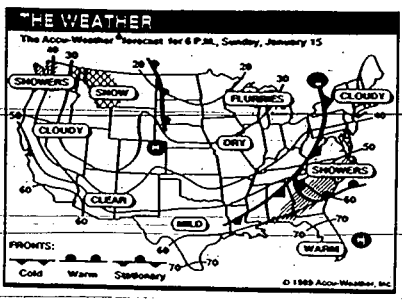 THE WEATHER
The Accu-Weather® forecast for 6 P.M., Sunday, January 15
40
30
20
20
30
SHOWERS
SNOW
FLURRIES
CLOUDY
40
50
CLOUDY
H
DRY
50
SHOWERS
60
60
CLEAR
MILD
70
60
70
WARM
H
FRONTS:
Cold Warm Stationary
70
70
© 1989 Accu-Weather, Inc.